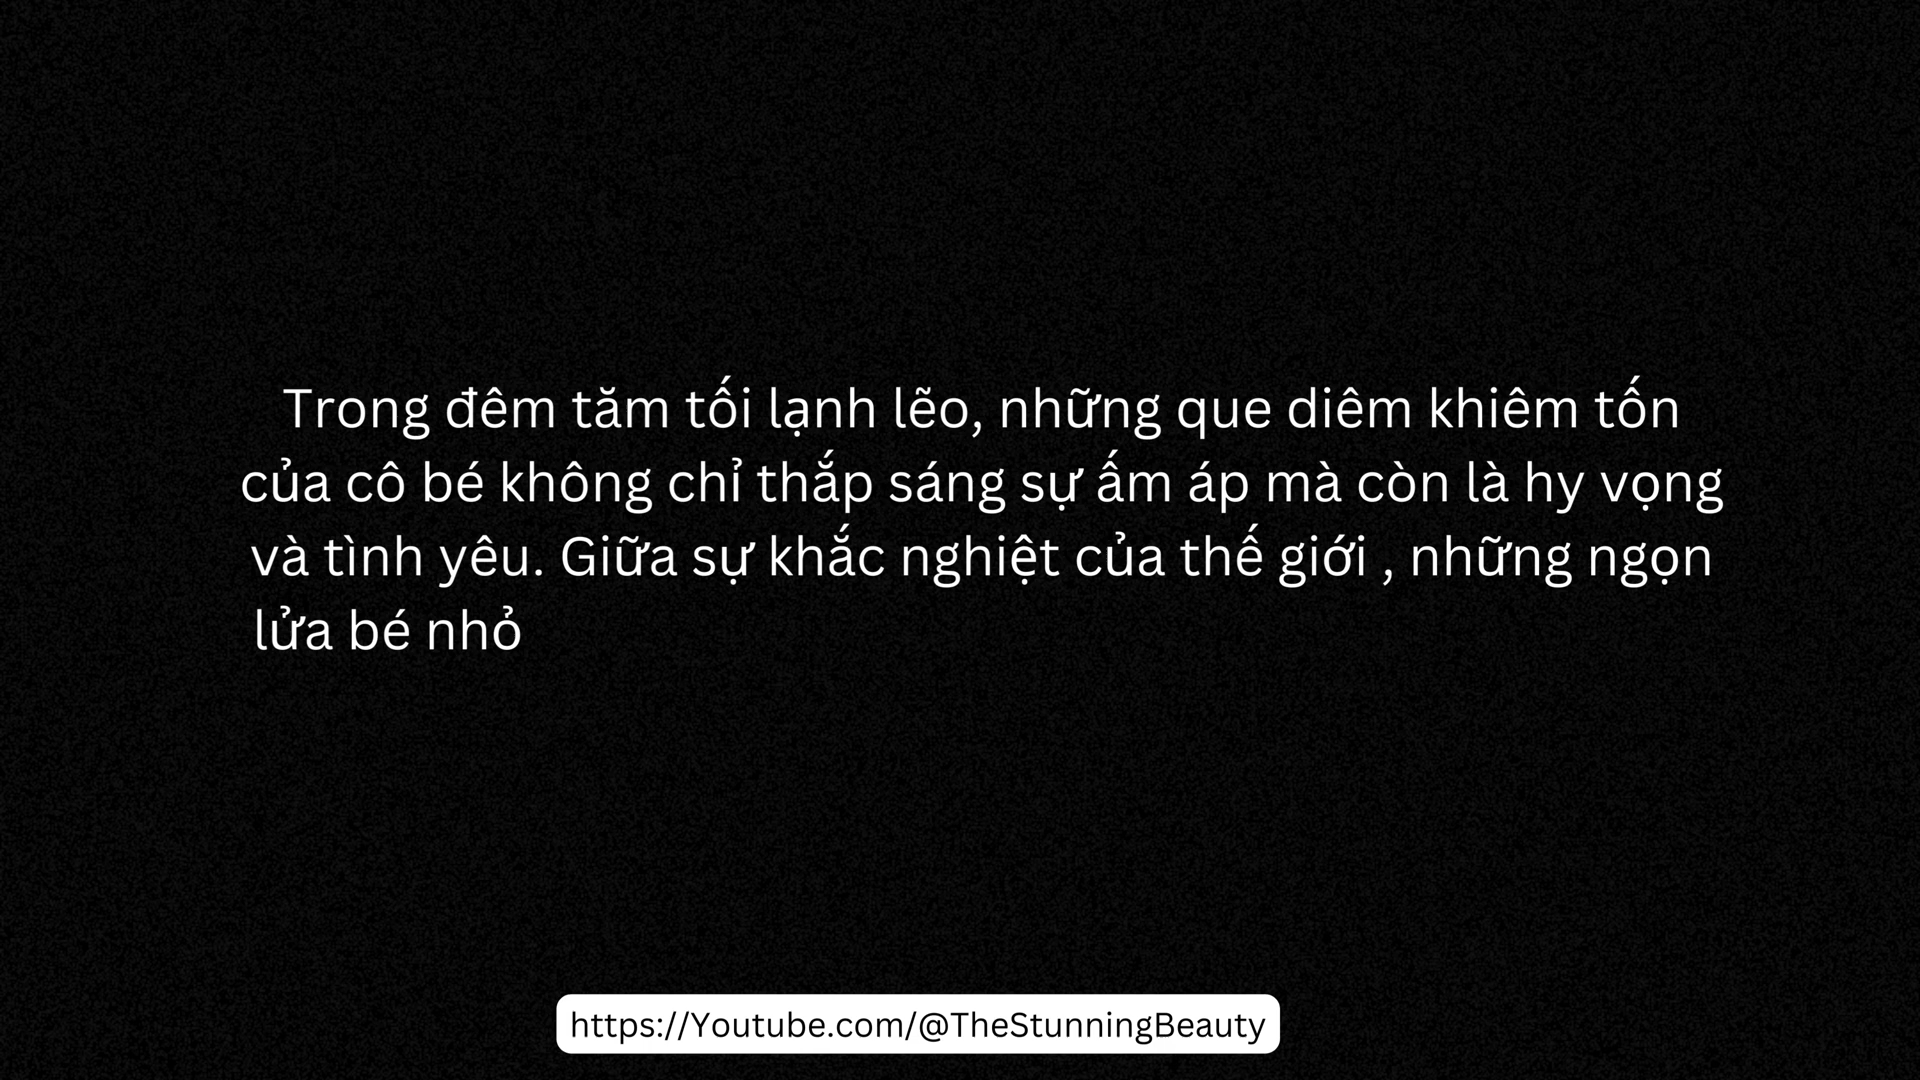 Trong đêm tăm tối lạnh lẽo, những que diêm khiêm tốn
của cô bé không chỉ thắp sáng sự ấm áp mà còn là hy vọng
và tình yêu. Giữa sự khắc nghiệt của thế giới , những ngọn
lửa bé nhỏ
https://Youtube.com/@TheStunningBeauty